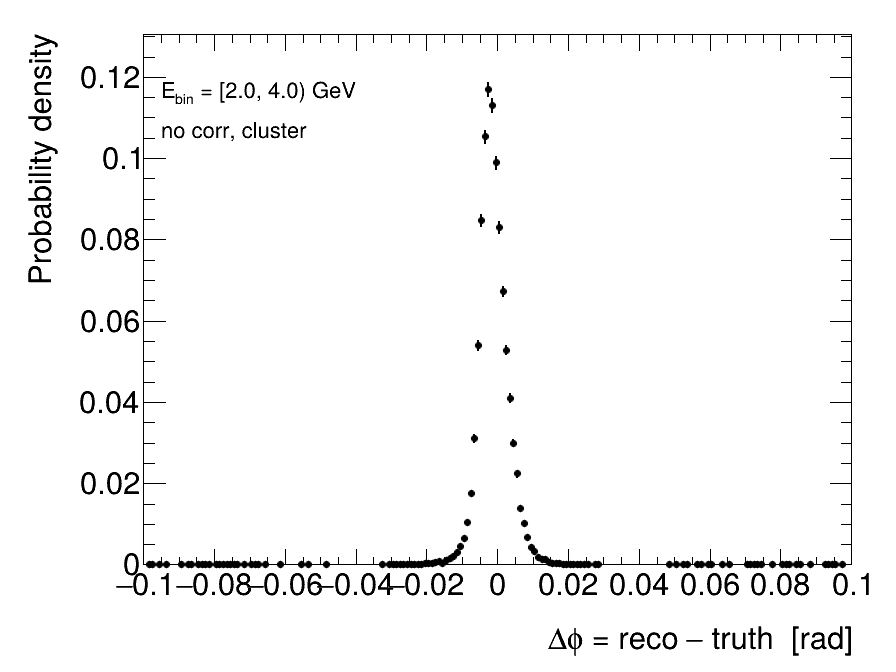 Probability density
0.12
0.1
0.08
0.06
0.04
0.02
0
E_bin = [2.0, 4.0) GeV
no corr, cluster
−0.1 −0.08 −0.06 −0.04 −0.02 0 0.02 0.04 0.06 0.08 0.1
Δϕ = reco − truth [rad]